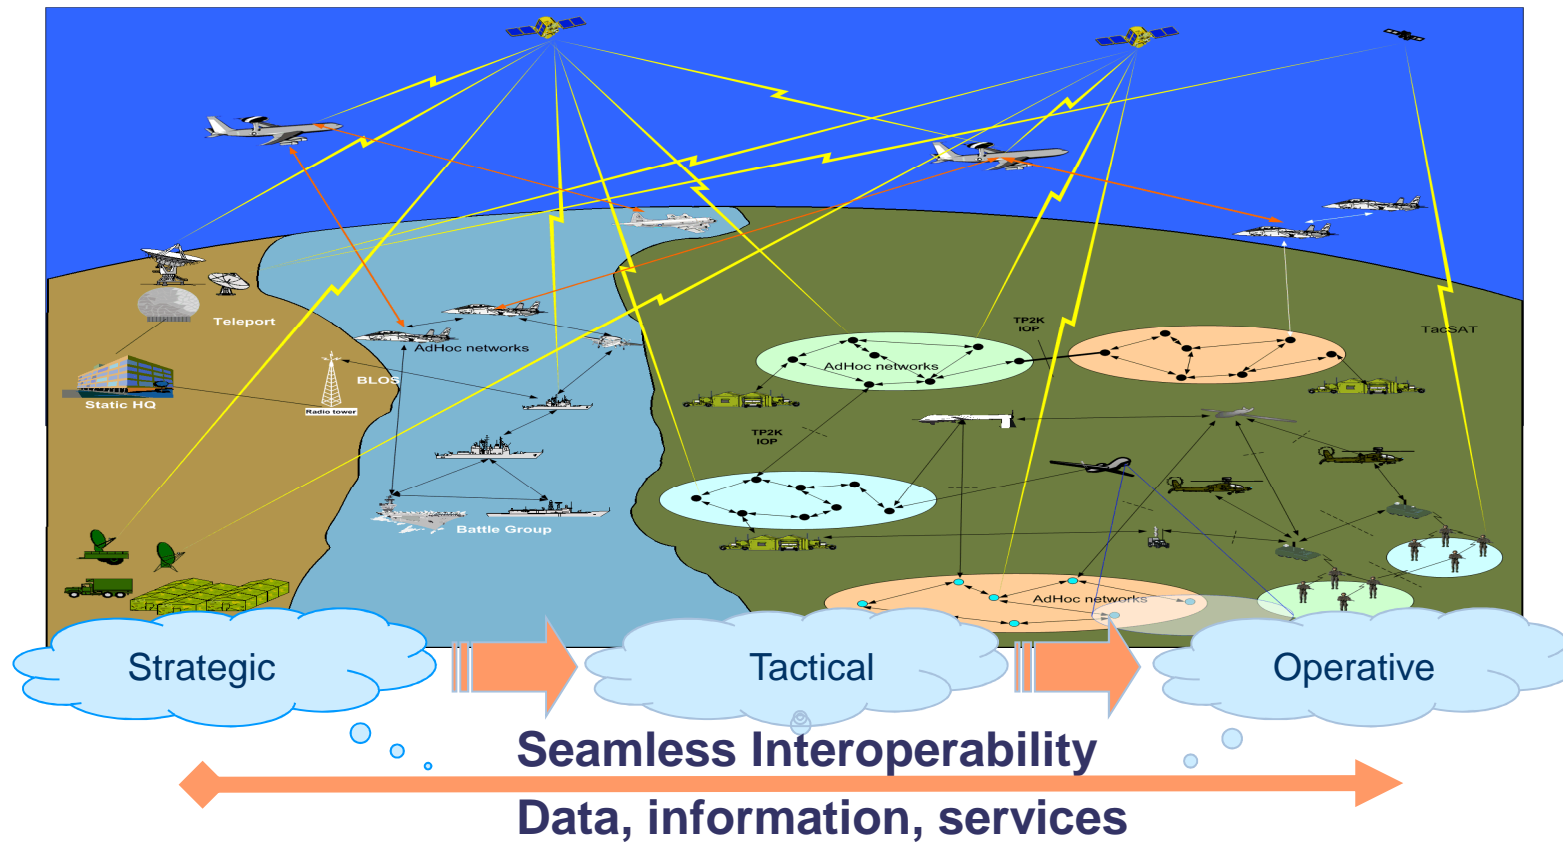 TP2K
IOP
TacSAT
Teleport
AdHoc networks
AdHoc networks
BLOS
Static HQ
Radio tower
TP2K
IOP
Battle Group
AdHoc networks
Strategic
Tactical
Operative
Seamless Interoperability
Data, information, services